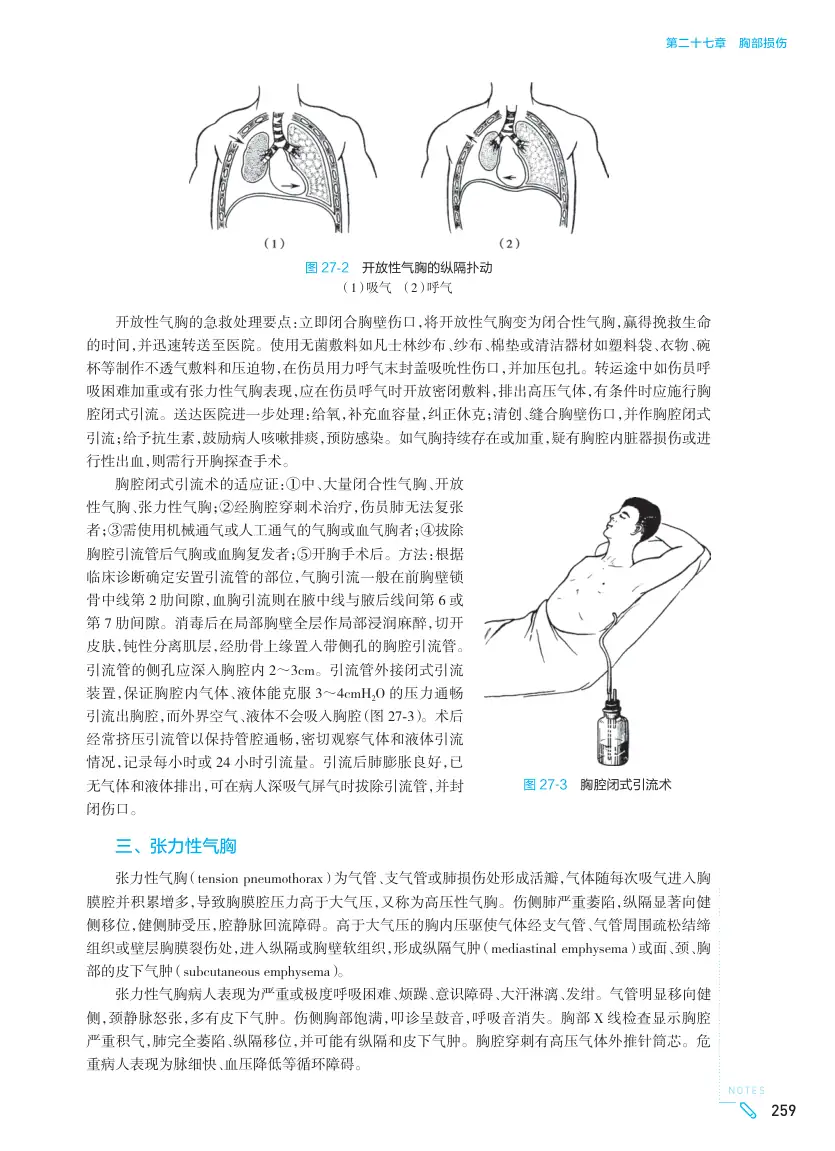 第二十七章 胸部损伤
（1） （2）
图 27-2 开放性气胸的纵隔扑动
（1）吸气 （2）呼气
开放性气胸的急救处理要点：立即闭合胸壁伤口，将开放性气胸变为闭合性气胸，赢得挽救生命
的时间，并迅速转送至医院。使用无菌敷料如凡士林纱布、纱布、棉垫或清洁器材如塑料袋、衣物、碗
杯等制作不透气敷料和压迫物，在伤员用力呼气末封盖吸吮性伤口，并加压包扎。转运途中如伤员呼
吸困难加重或有张力性气胸表现，应在伤员呼气时开放密闭敷料，排出高压气体，有条件时应施行胸
腔闭式引流。送达医院进一步处理：给氧，补充血容量，纠正休克；清创、缝合胸壁伤口，并作胸腔闭式
引流；给予抗生素，鼓励病人咳嗽排痰，预防感染。如气胸持续存在或加重，疑有胸腔内脏器损伤或进
行性出血，则需行开胸探查手术。
胸腔闭式引流术的适应证：①中、大量闭合性气胸、开放
性气胸、张力性气胸；②经胸腔穿刺术治疗，伤员肺无法复张
者；③需使用机械通气或人工通气的气胸或血气胸者；④拔除
胸腔引流管后气胸或血胸复发者；⑤开胸手术后。方法：根据
临床诊断确定安置引流管的部位，气胸引流一般在前胸壁锁
骨中线第 2 肋间隙，血胸引流则在腋中线与腋后线间第 6 或
第 7 肋间隙。消毒后在局部胸壁全层作局部浸润麻醉，切开
皮肤，钝性分离肌层，经肋骨上缘置入带侧孔的胸腔引流管。
引流管的侧孔应深入胸腔内 2～3cm。引流管外接闭式引流
装置，保证胸腔内气体、液体能克服 3～4cmH₂O 的压力通畅
引流出胸腔，而外界空气、液体不会吸入胸腔（图 27-3）。术后
经常挤压引流管以保持管腔通畅，密切观察气体和液体引流
情况，记录每小时或 24 小时引流量。引流后肺膨胀良好，已
无气体和液体排出，可在病人深吸气屏气时拔除引流管，并封
闭伤口。
图 27-3 胸腔闭式引流术
三、张力性气胸
张力性气胸（tension pneumothorax）为气管、支气管或肺损伤处形成活瓣，气体随每次吸气进入胸
膜腔并积累增多，导致胸膜腔压力高于大气压，又称为高压性气胸。伤侧肺严重萎陷，纵隔显著向健
侧移位，健侧肺受压，腔静脉回流障碍。高于大气压的胸内压驱使气体经支气管、气管周围疏松结缔
组织或壁层胸膜裂伤处，进入纵隔或胸壁软组织，形成纵隔气肿（mediastinal emphysema）或面、颈、胸
部的皮下气肿（subcutaneous emphysema）。
张力性气胸病人表现为严重或极度呼吸困难、烦躁、意识障碍、大汗淋漓、发绀。气管明显移向健
侧，颈静脉怒张，多有皮下气肿。伤侧胸部饱满，叩诊呈鼓音，呼吸音消失。胸部 X 线检查显示胸腔
严重积气，肺完全萎陷、纵隔移位，并可能有纵隔和皮下气肿。胸腔穿刺有高压气体外推针筒芯。危
重病人表现为脉细快、血压降低等循环障碍。
NOTES
259